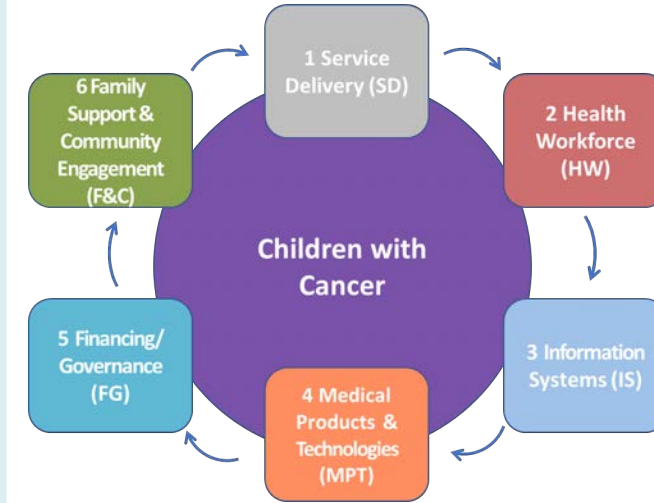 1 Service
Delivery (SD)
2 Health
Workforce
(HW)
3 Information
Systems (IS)
4 Medical
Products &
Technologies
(MPT)
5 Financing/
Governance
(FG)
6 Family
Support &
Community
Engagement
(F&C)
Children with
Cancer